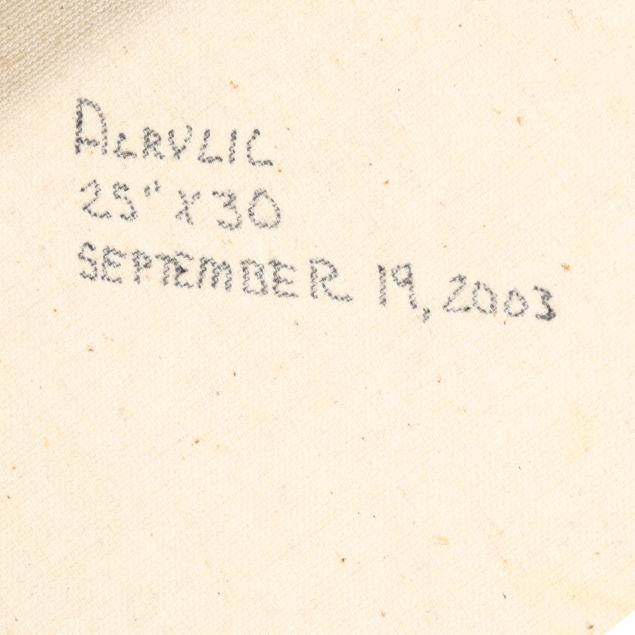 ACRYLIC
25" X 30
SEPTEMBER 19, 2003